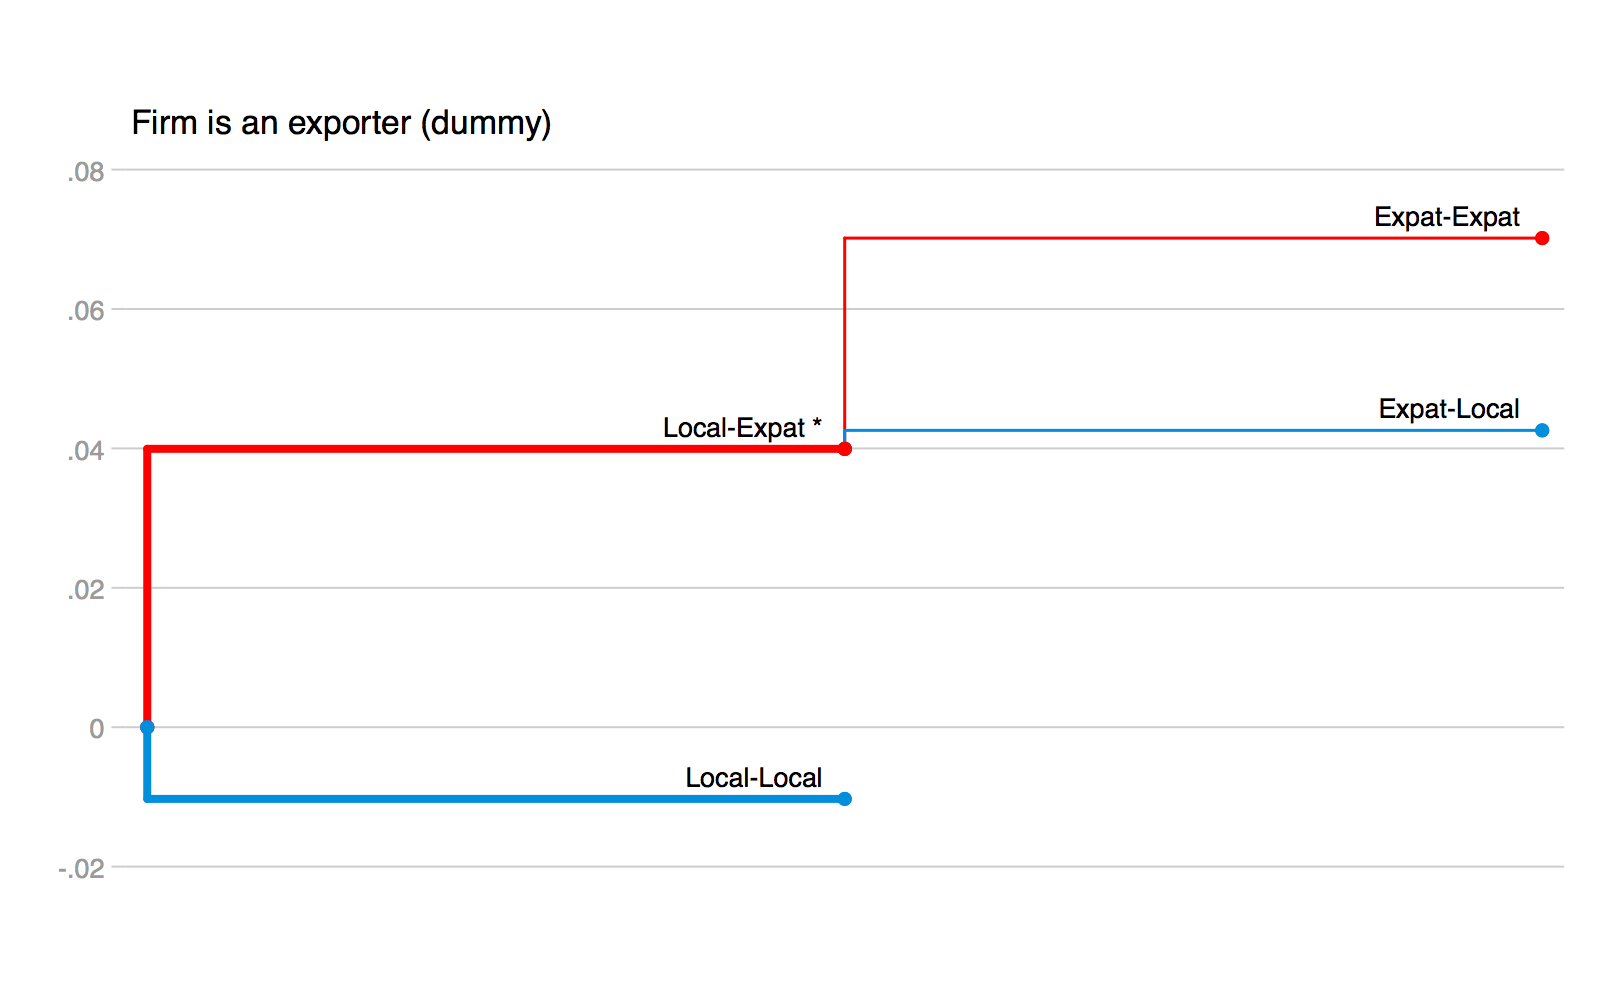 Firm is an exporter (dummy)
.08
Expat-Expat
.06
Expat-Local
Local-Expat *
.04
.02
0
Local-Local
-.02